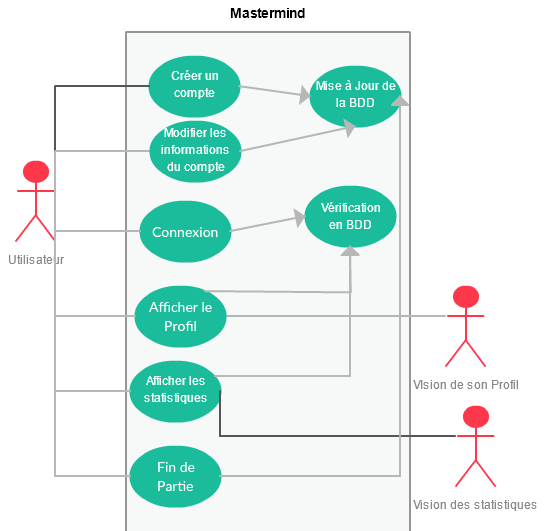 Mastermind
Créer un
compte
Mise à Jour de
la BDD
Modifier les
informations
du compte
Utilisateur
Connexion
Vérification
en BDD
Afficher le
Profil
VIsion de son Profil
Afficher les
statistiques
VIsion des statistiques
Fin de
Partie